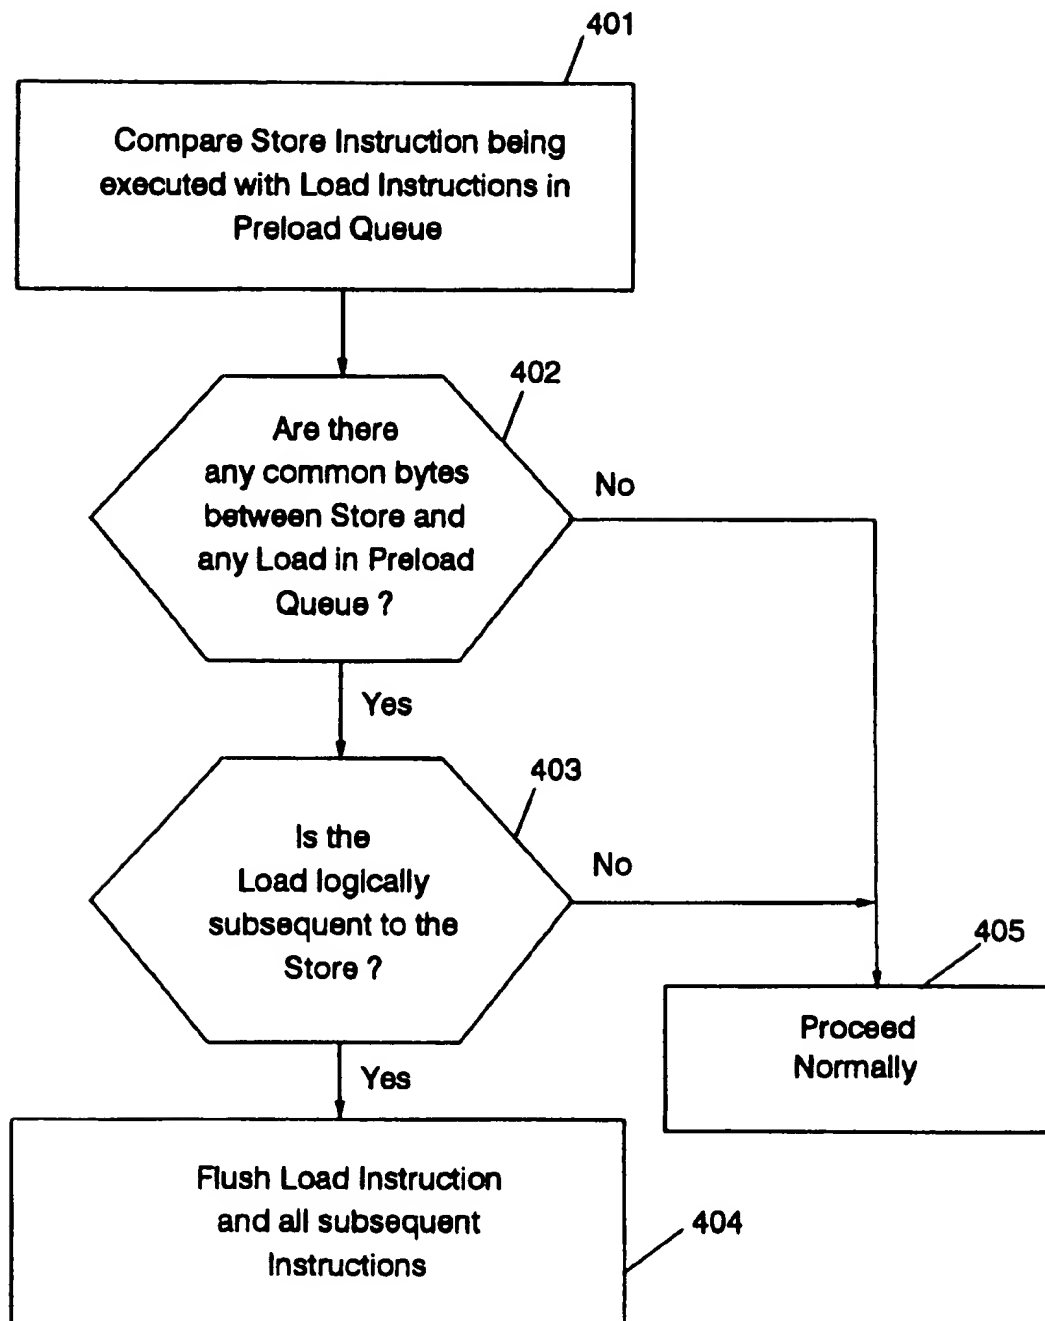 401
Compare Store Instruction being
executed with Load Instructions in
Preload Queue
402
Are there
any common bytes
between Store and
any Load in Preload
Queue ?
No
Yes
403
Is the
Load logically
subsequent to the
Store ?
No
405
Proceed
Normally
Yes
Flush Load Instruction
and all subsequent
Instructions
404